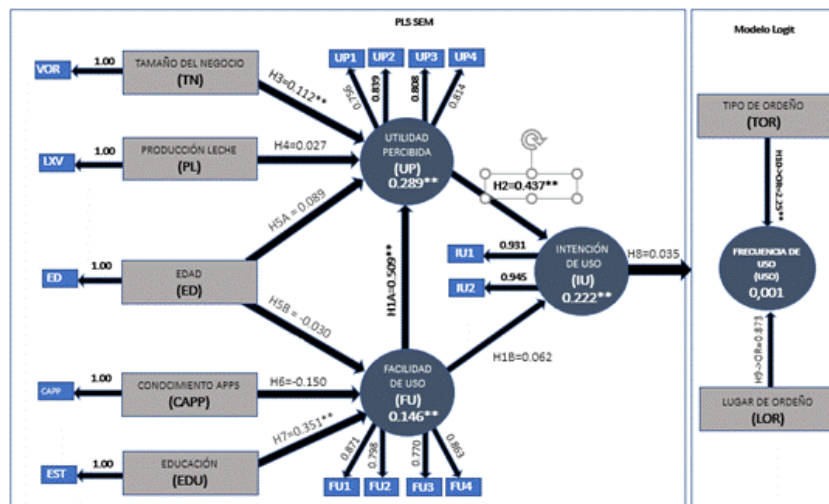 PLS SEM
Modelo Logit
VOR
1.00
TAMAÑO DEL NEGOCIO
(TN)
H3=0.112**
UP1
UP2
UP3
UP4
0.756
0.839
0.808
0.814
LXV
1.00
PRODUCCIÓN LECHE
(PL)
H4=0.027
UTILIDAD
PERCIBIDA
(UP)
0.289**
H2=0.437**
TIPO DE ORDEÑO
(TOR)
H10->OR=2.25**
H5A = 0.089
ED
1.00
EDAD
(ED)
H5B = -0.030
H1A=0.509**
IU1
0.931
IU2
0.945
INTENCIÓN
DE USO
(IU)
0.222**
H8=0.035
FRECUENCIA DE
USO
(USO)
0,001
H1B=0.062
H9->OR=0.873
CAPP
1.00
CONOCIMIENTO APPS
(CAPP)
H6=-0.150
FACILIDAD
DE USO
(FU)
0.146**
LUGAR DE ORDEÑO
(LOR)
EST
1.00
EDUCACIÓN
(EDU)
H7=0.351**
0.871
0.798
0.770
0.863
FU1
FU2
FU3
FU4